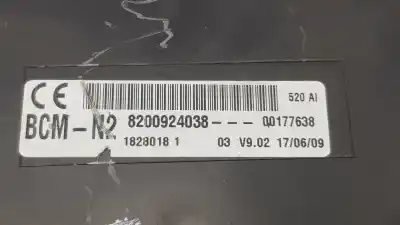 CE 520 AI
BCM-N2 8200924038--- 00177638
1828018 1 03 V9.02 17/06/09